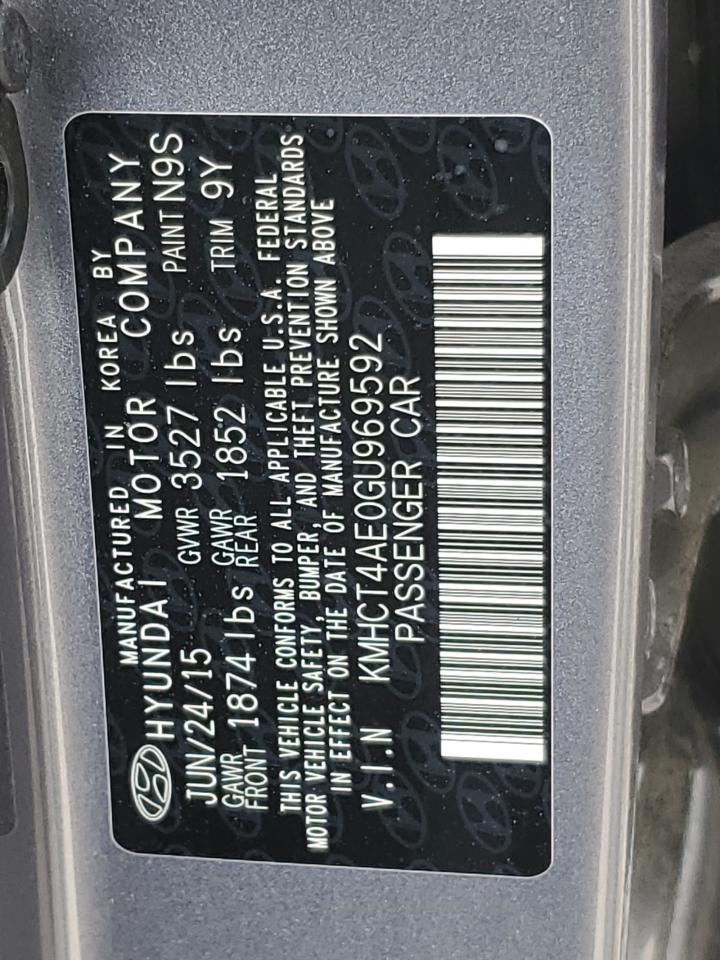 MANUFACTURED IN KOREA BY
HYUNDAI MOTOR COMPANY
JUN/24/15 GVWR 3527 lbs PAINT N9S
GAWR FRONT 1874 lbs GAWR REAR 1852 lbs TRIM 9Y
THIS VEHICLE CONFORMS TO ALL APPLICABLE U.S.A. FEDERAL
MOTOR VEHICLE SAFETY, BUMPER, AND THEFT PREVENTION STANDARDS
IN EFFECT ON THE DATE OF MANUFACTURE SHOWN ABOVE
V.I.N KMHCT4AE0GU969592
PASSENGER CAR